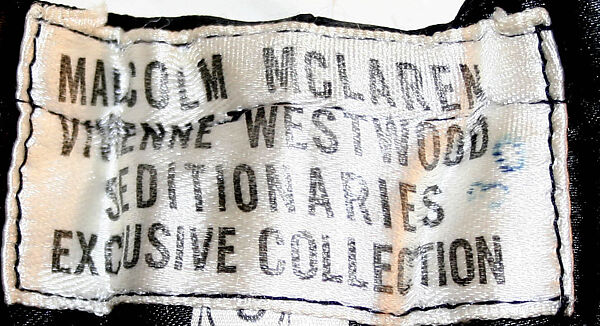 MALCOLM MCLAREN
VIVIENNE WESTWOOD
SEDITIONARIES
EXCUSIVE COLLECTION